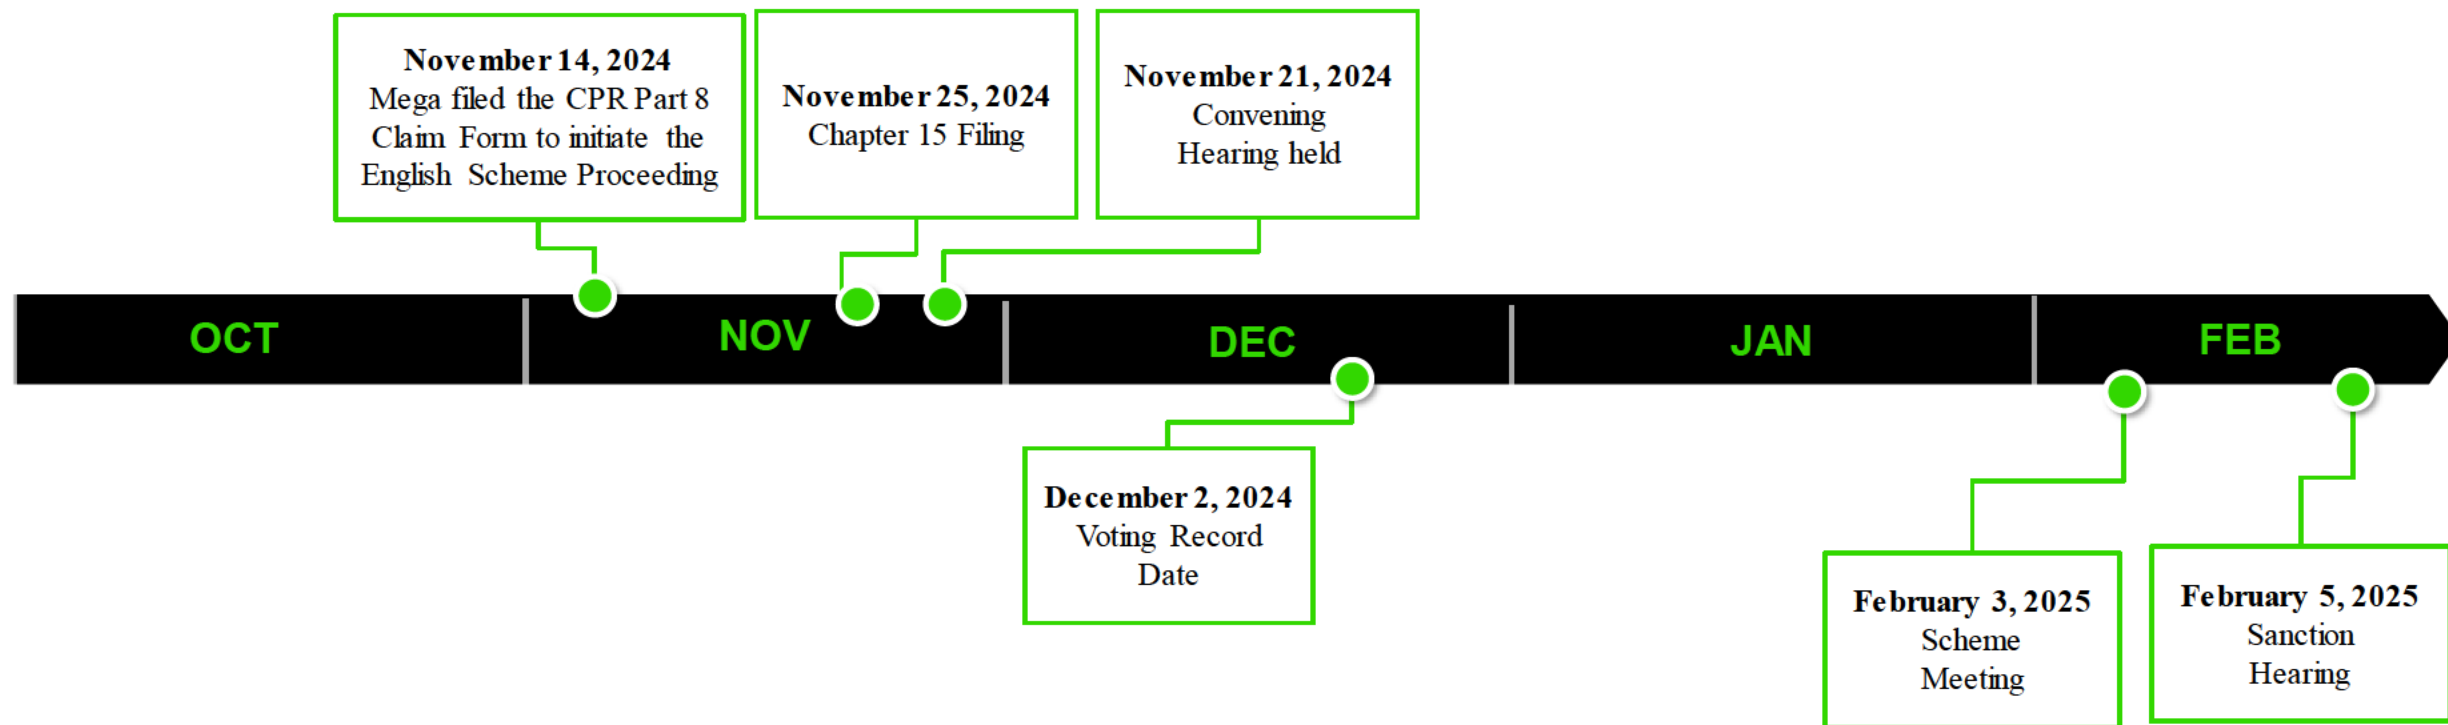 November 14, 2024
Mega filed the CPR Part 8
Claim Form to initiate the
English Scheme Proceeding
November 25, 2024
Chapter 15 Filing
November 21, 2024
Convening
Hearing held
OCT
NOV
DEC
JAN
FEB
December 2, 2024
Voting Record
Date
February 3, 2025
Scheme
Meeting
February 5, 2025
Sanction
Hearing